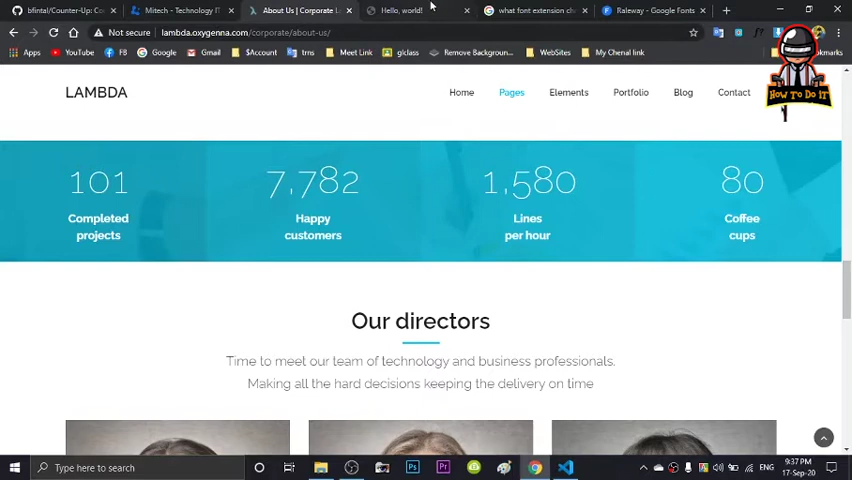 bfintal/Counter-Up: Co
Mitech – Technology IT
About Us | Corporate L
Hello, world!
what font extension ch
Raleway - Google Fonts
Not secure
lambda.oxygenna.com/corporate/about-us/
Apps
Google
Gmail
$Account
Meet Link
glclass
FB
trns
Remove Backgroun...
WebSites
My Chenal link
okmarks
HOW TO DO IT
LAMBDA
Home
Pages
Elements
Portfolio
Blog
Contact
101
7,782
1,580
80
Completed
projects
Happy
customers
Lines
per hour
Coffee
cups
Our directors
Time to meet our team of technology and business professionals.
Making all the hard decisions keeping the delivery on time
Type here to search
ENG
9:37 PM
17-Sep-20